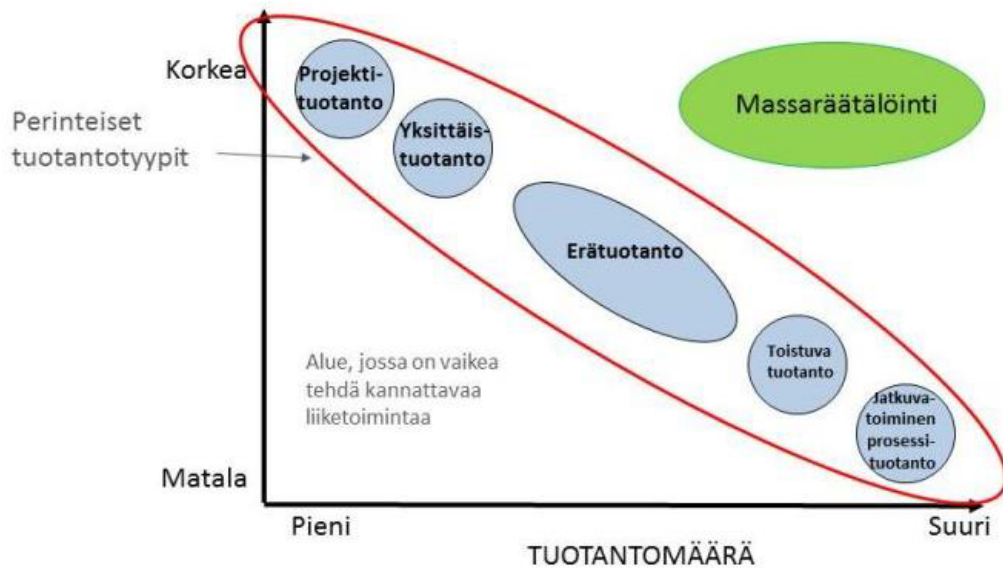 Korkea
Projekti-
tuotanto
Massaräätälöinti
Perinteiset
tuotantotyypit
Yksittäis-
tuotanto
Erätuotanto
Toistuva
tuotanto
Alue, jossa on vaikea
tehdä kannattavaa
liiketoimintaa
Jatkuva-
toiminen
prosessi-
tuotanto
Matala
Pieni
Suuri
TUOTANTOMÄÄRÄ